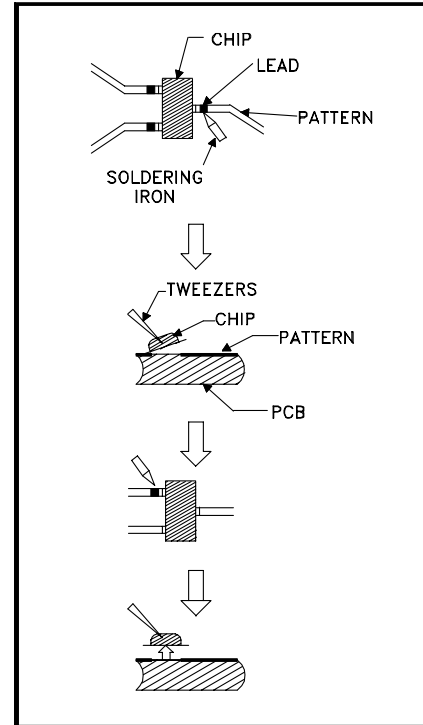 CHIP
LEAD
PATTERN
SOLDERING
IRON
TWEEZERS
CHIP
PATTERN
PCB